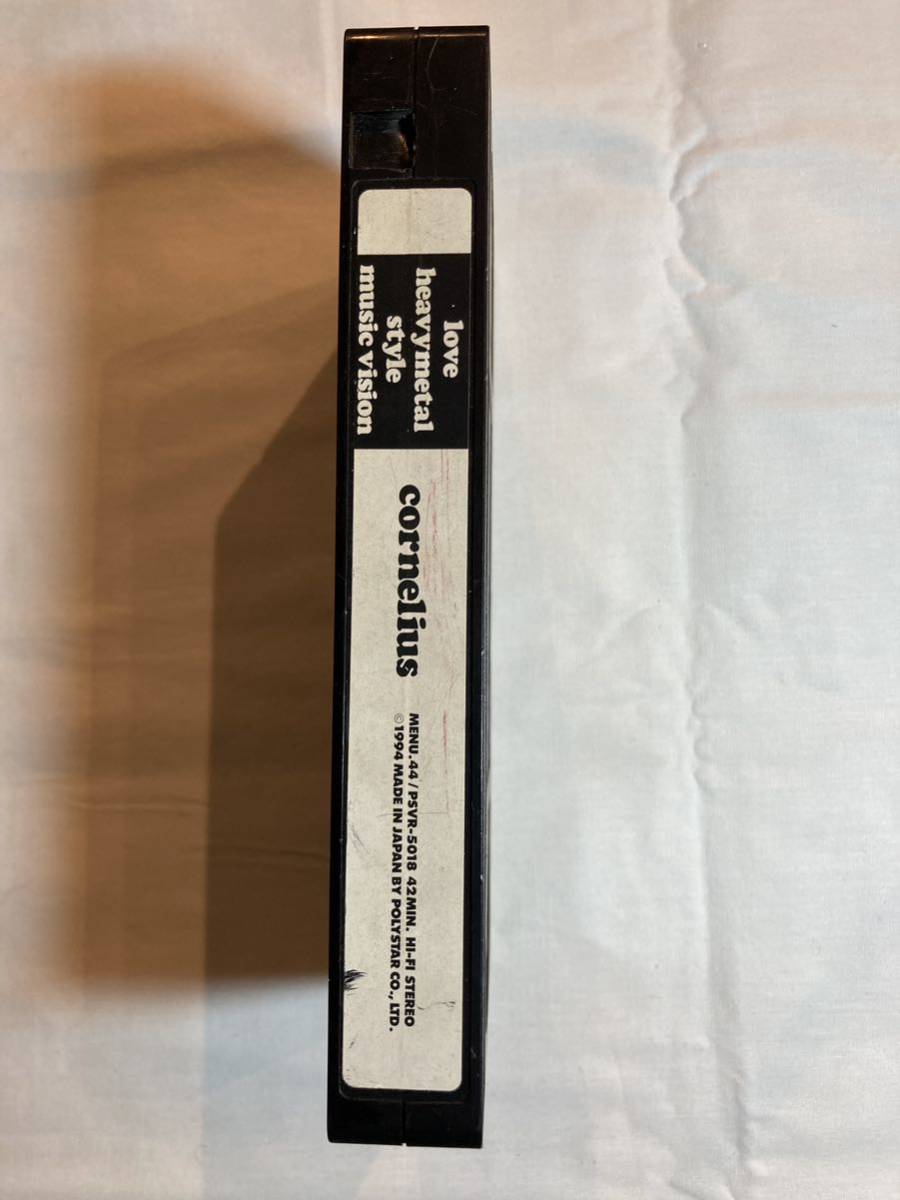 love
heavymetal
style
music vision
cornelius
MENU.44 / PSVR-5018 42MIN. HI-FI STEREO
©1994 MADE IN JAPAN BY POLYSTAR CO., LTD.